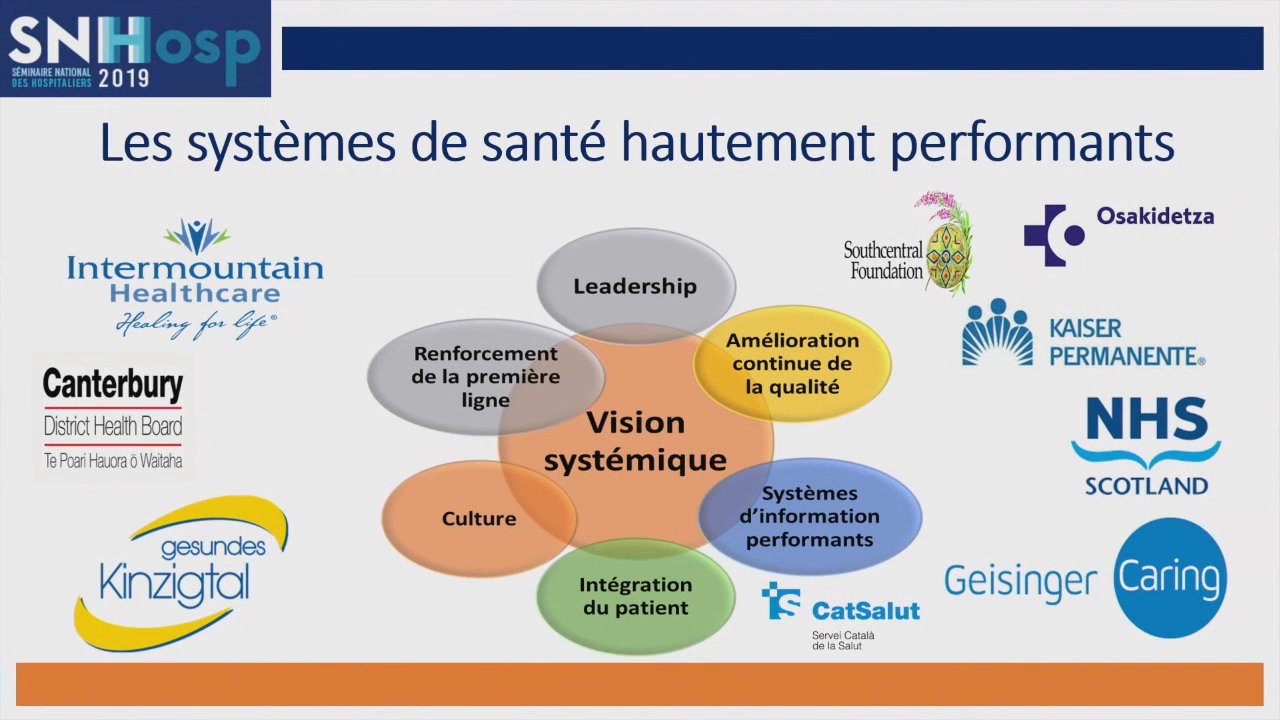 SNHosp
SÉMINAIRE NATIONAL
DES HOSPITALIERS 2019
Les systèmes de santé hautement performants
Intermountain
Healthcare
Healing for life®
Canterbury
District Health Board
Te Poari Hauora ō Waitaha
gesundes
Kinzigtal
Leadership
Renforcement
de la première
ligne
Amélioration
continue de
la qualité
Vision
systémique
Culture
Systèmes
d’information
performants
Intégration
du patient
Southcentral
Foundation
Osakidetza
KAISER
PERMANENTE®
NHS
SCOTLAND
Geisinger
Caring
CatSalut
Servei Català
de la Salut